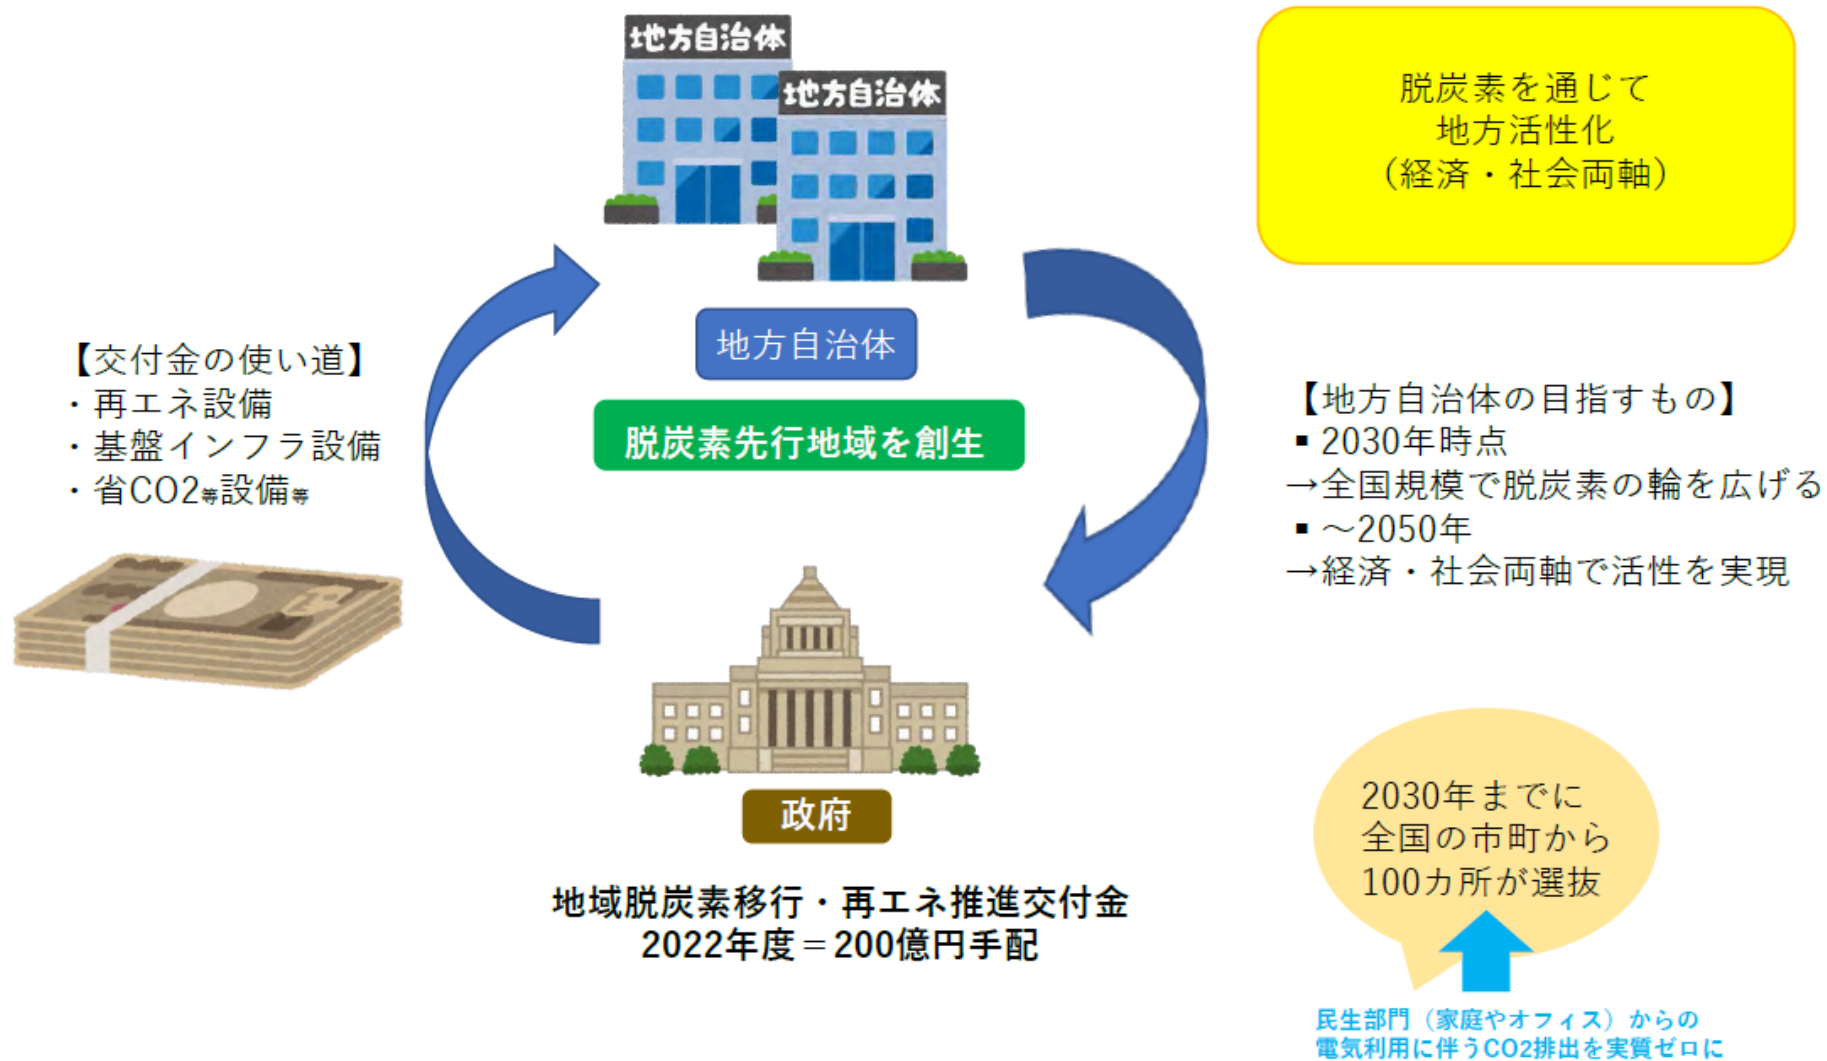 地方自治体
地方自治体
脱炭素を通じて
地方活性化
（経済・社会両軸）
地方自治体
脱炭素先行地域を創生
【交付金の使い道】
・再エネ設備
・基盤インフラ設備
・省CO2等設備等
【地方自治体の目指すもの】
▪ 2030年時点
→全国規模で脱炭素の輪を広げる
▪ ～2050年
→経済・社会両軸で活性を実現
政府
地域脱炭素移行・再エネ推進交付金
2022年度＝200億円手配
2030年までに
全国の市町から
100カ所が選抜
民生部門（家庭やオフィス）からの
電気利用に伴うCO2排出を実質ゼロに